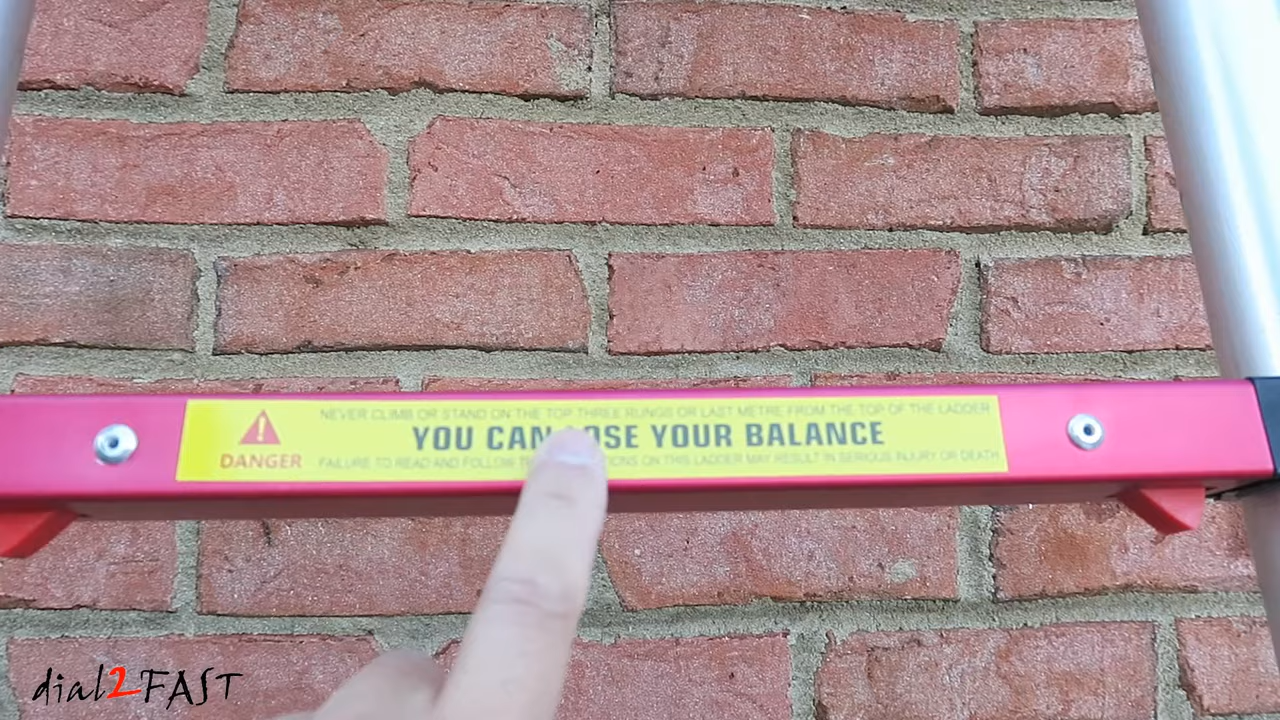 NEVER CLIMB OR STAND ON THE TOP THREE RUNGS OR LAST METRE FROM THE TOP OF THE LADDER
YOU CAN LOSE YOUR BALANCE
DANGER
FAILURE TO READ AND FOLLOW ON THIS LADDER MAY RESULT IN SERIOUS INJURY OR DEATH
dial2FAST